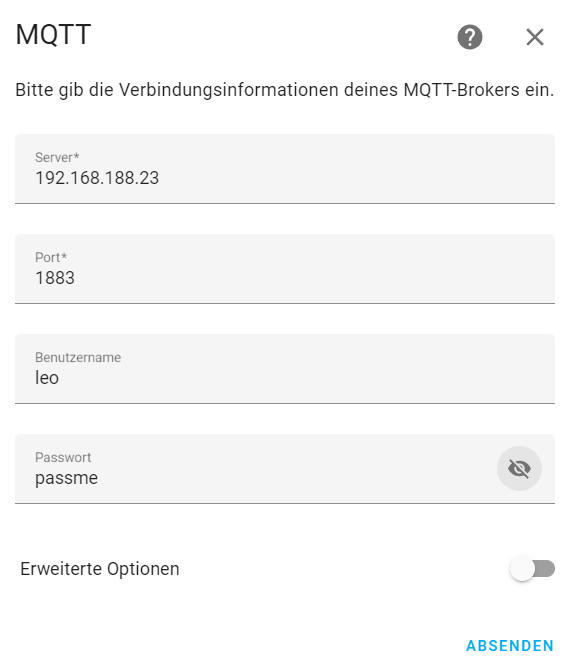 MQTT
Bitte gib die Verbindungsinformationen deines MQTT-Brokers ein.
Server*
192.168.188.23
Port*
1883
Benutzername
leo
Passwort
passme
Erweiterte Optionen
ABSENDEN